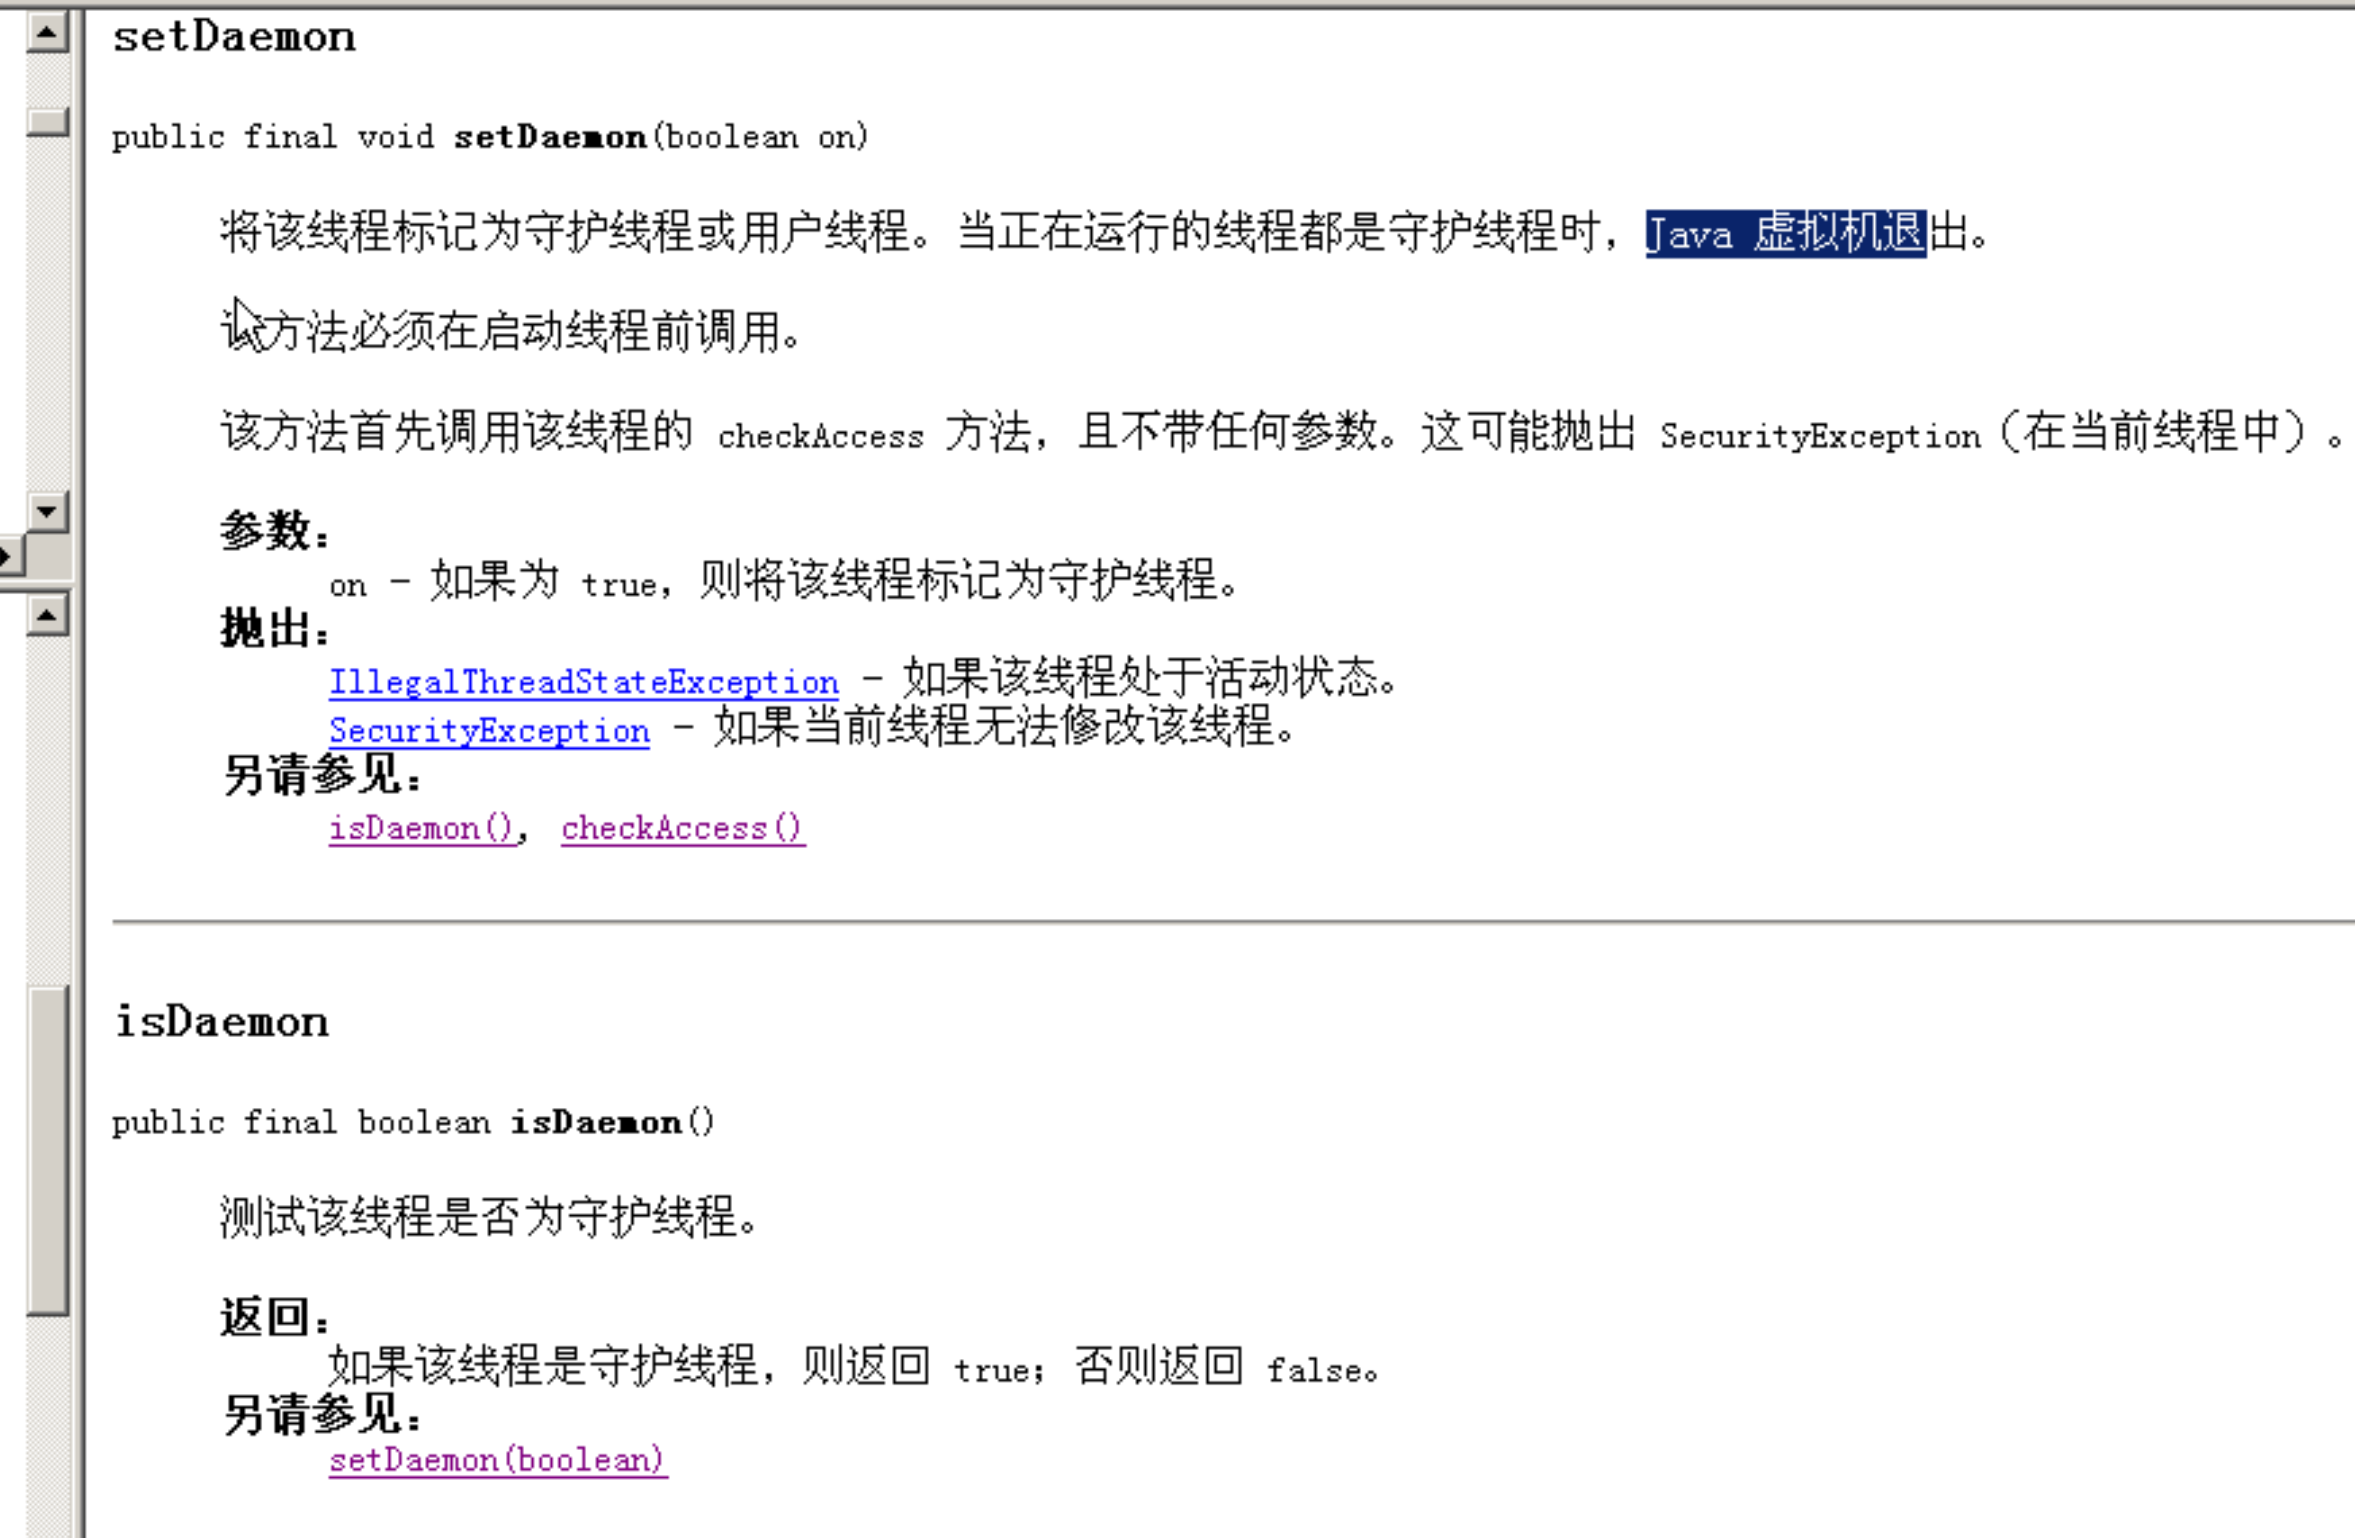 setDaemon
public final void setDaemon(boolean on)
将该线程标记为守护线程或用户线程。当正在运行的线程都是守护线程时，Java 虚拟机退出。
该方法必须在启动线程前调用。
该方法首先调用该线程的 checkAccess 方法，且不带任何参数。这可能抛出 SecurityException（在当前线程中）。
参数：
on - 如果为 true，则将该线程标记为守护线程。
抛出：
IllegalThreadStateException - 如果该线程处于活动状态。
SecurityException - 如果当前线程无法修改该线程。
另请参见：
isDaemon(), checkAccess()
isDaemon
public final boolean isDaemon()
测试该线程是否为守护线程。
返回：
如果该线程是守护线程，则返回 true；否则返回 false。
另请参见：
setDaemon(boolean)